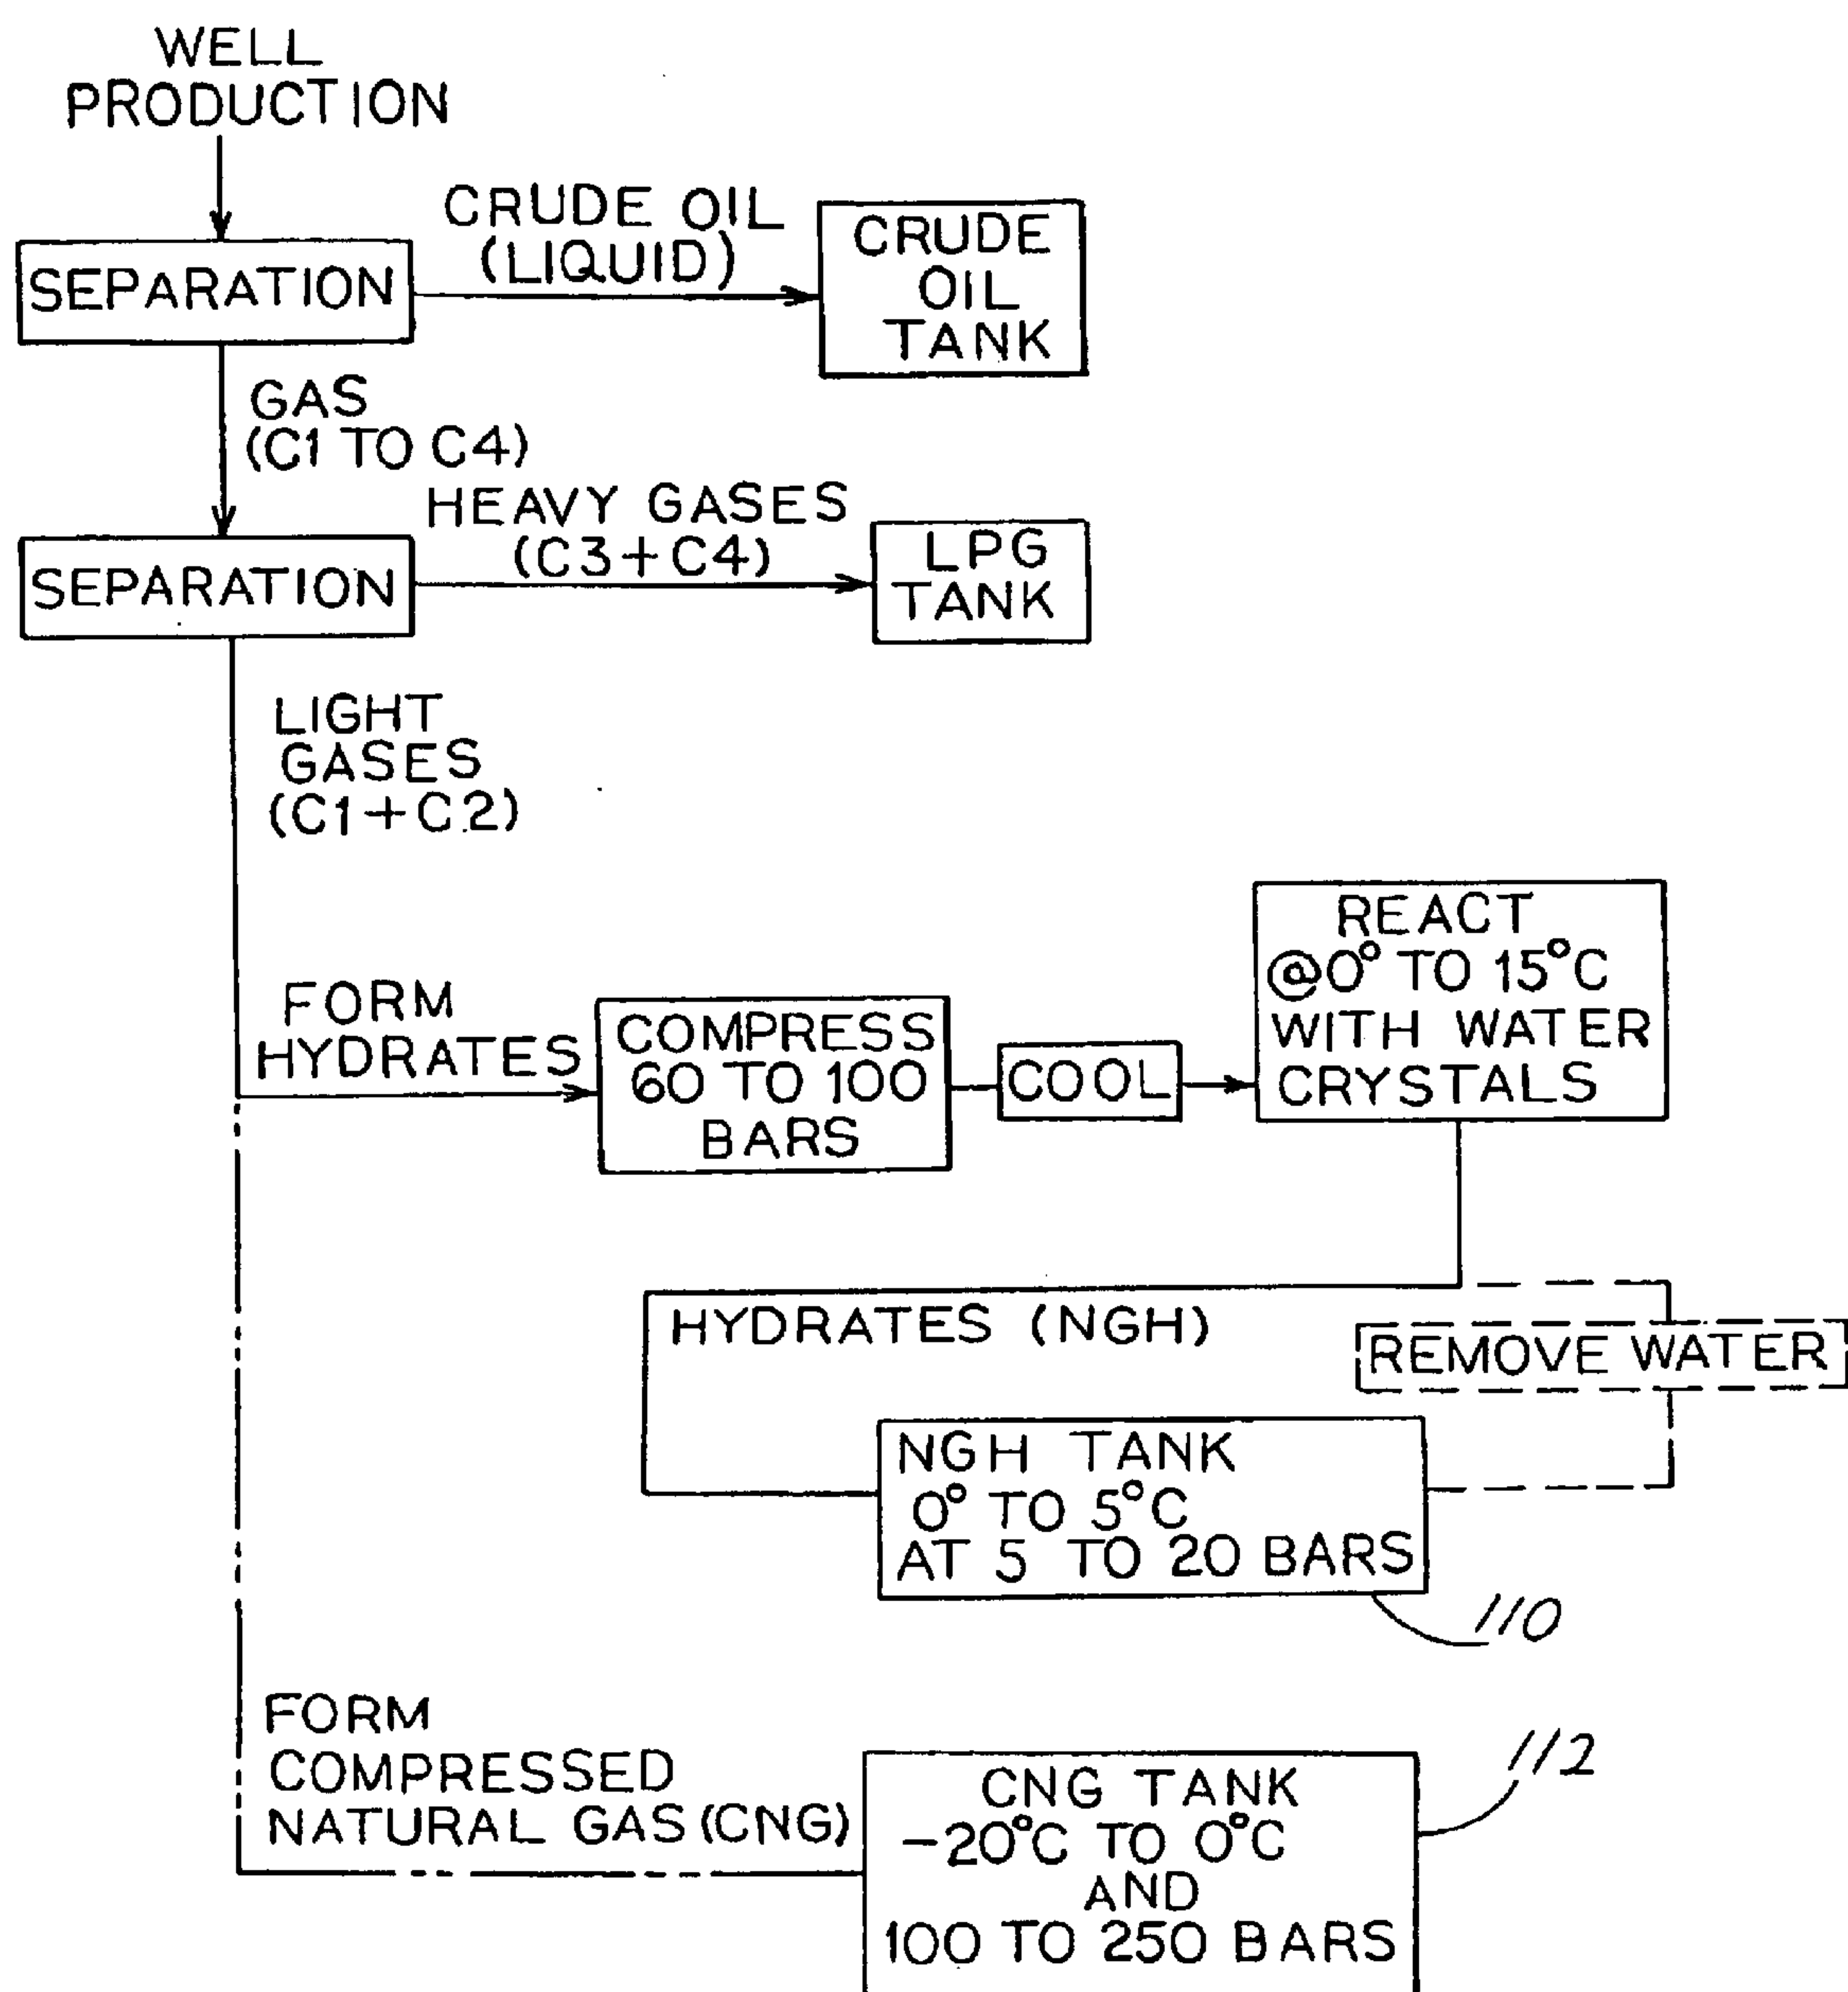 WELL
PRODUCTION
SEPARATION
CRUDE OIL
(LIQUID)
CRUDE
OIL
TANK
GAS
(C1 TO C4)
SEPARATION
HEAVY GASES
(C3+C4)
LPG
TANK
LIGHT
GASES
(C1+C2)
FORM
HYDRATES
COMPRESS
60 TO 100
BARS
COOL
REACT
@0° TO 15°C
WITH WATER
CRYSTALS
HYDRATES (NGH)
REMOVE WATER
NGH TANK
0° TO 5°C
AT 5 TO 20 BARS
110
FORM
COMPRESSED
NATURAL GAS (CNG)
CNG TANK
-20°C TO 0°C
AND
100 TO 250 BARS
112